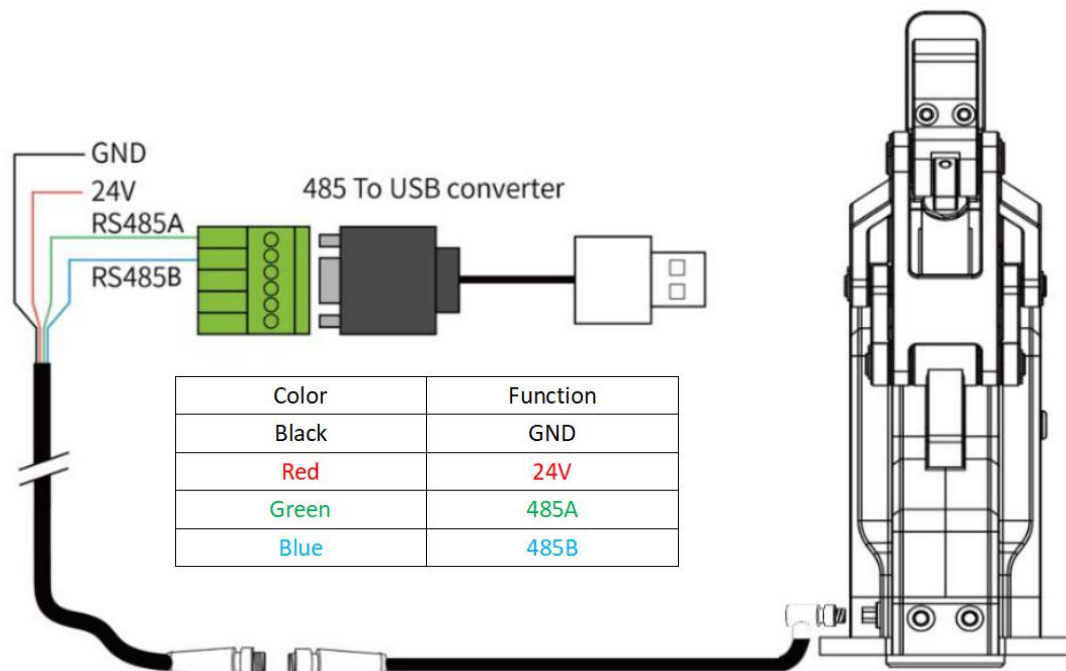 GND
24V
485 To USB converter
RS485A
RS485B
Color Function
Black GND
Red 24V
Green 485A
Blue 485B